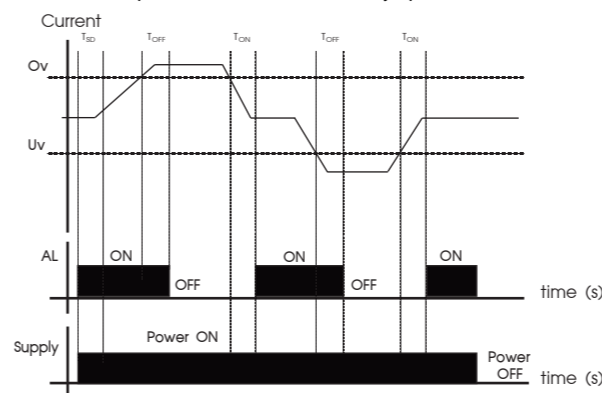 Current
TSD TOFF TON TOFF TON
Ov
Uv
AL ON OFF ON OFF ON
time (s)
Supply Power ON Power OFF
time (s)